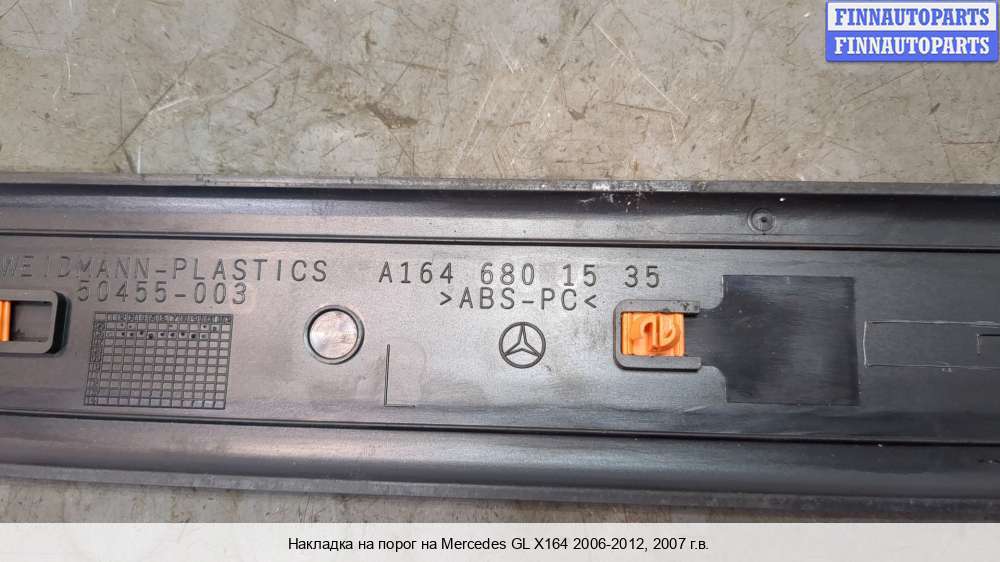 FINNAUTOPARTS
FINNAUTOPARTS
WEIDMANN-PLASTICS
50455-003
A164 680 15 35
>ABS-PC<
Накладка на порог на Mercedes GL X164 2006-2012, 2007 г.в.